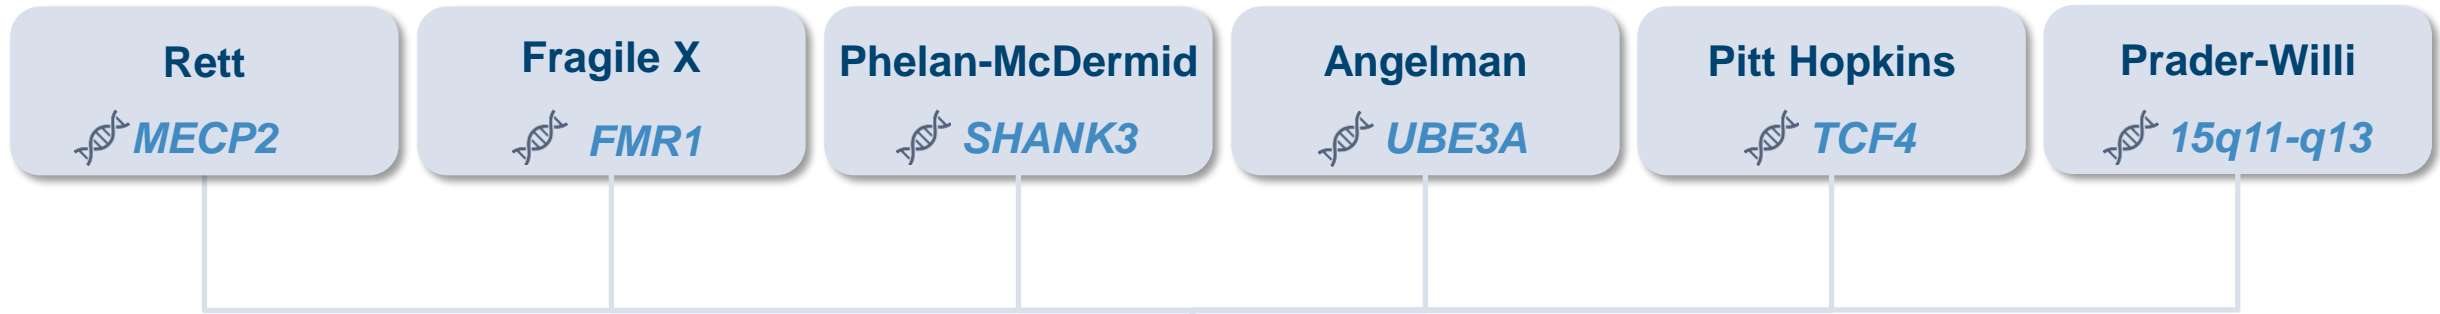 Rett
MECP2
Fragile X
FMR1
Phelan-McDermid
SHANK3
Angelman
UBE3A
Pitt Hopkins
TCF4
Prader-Willi
15q11-q13